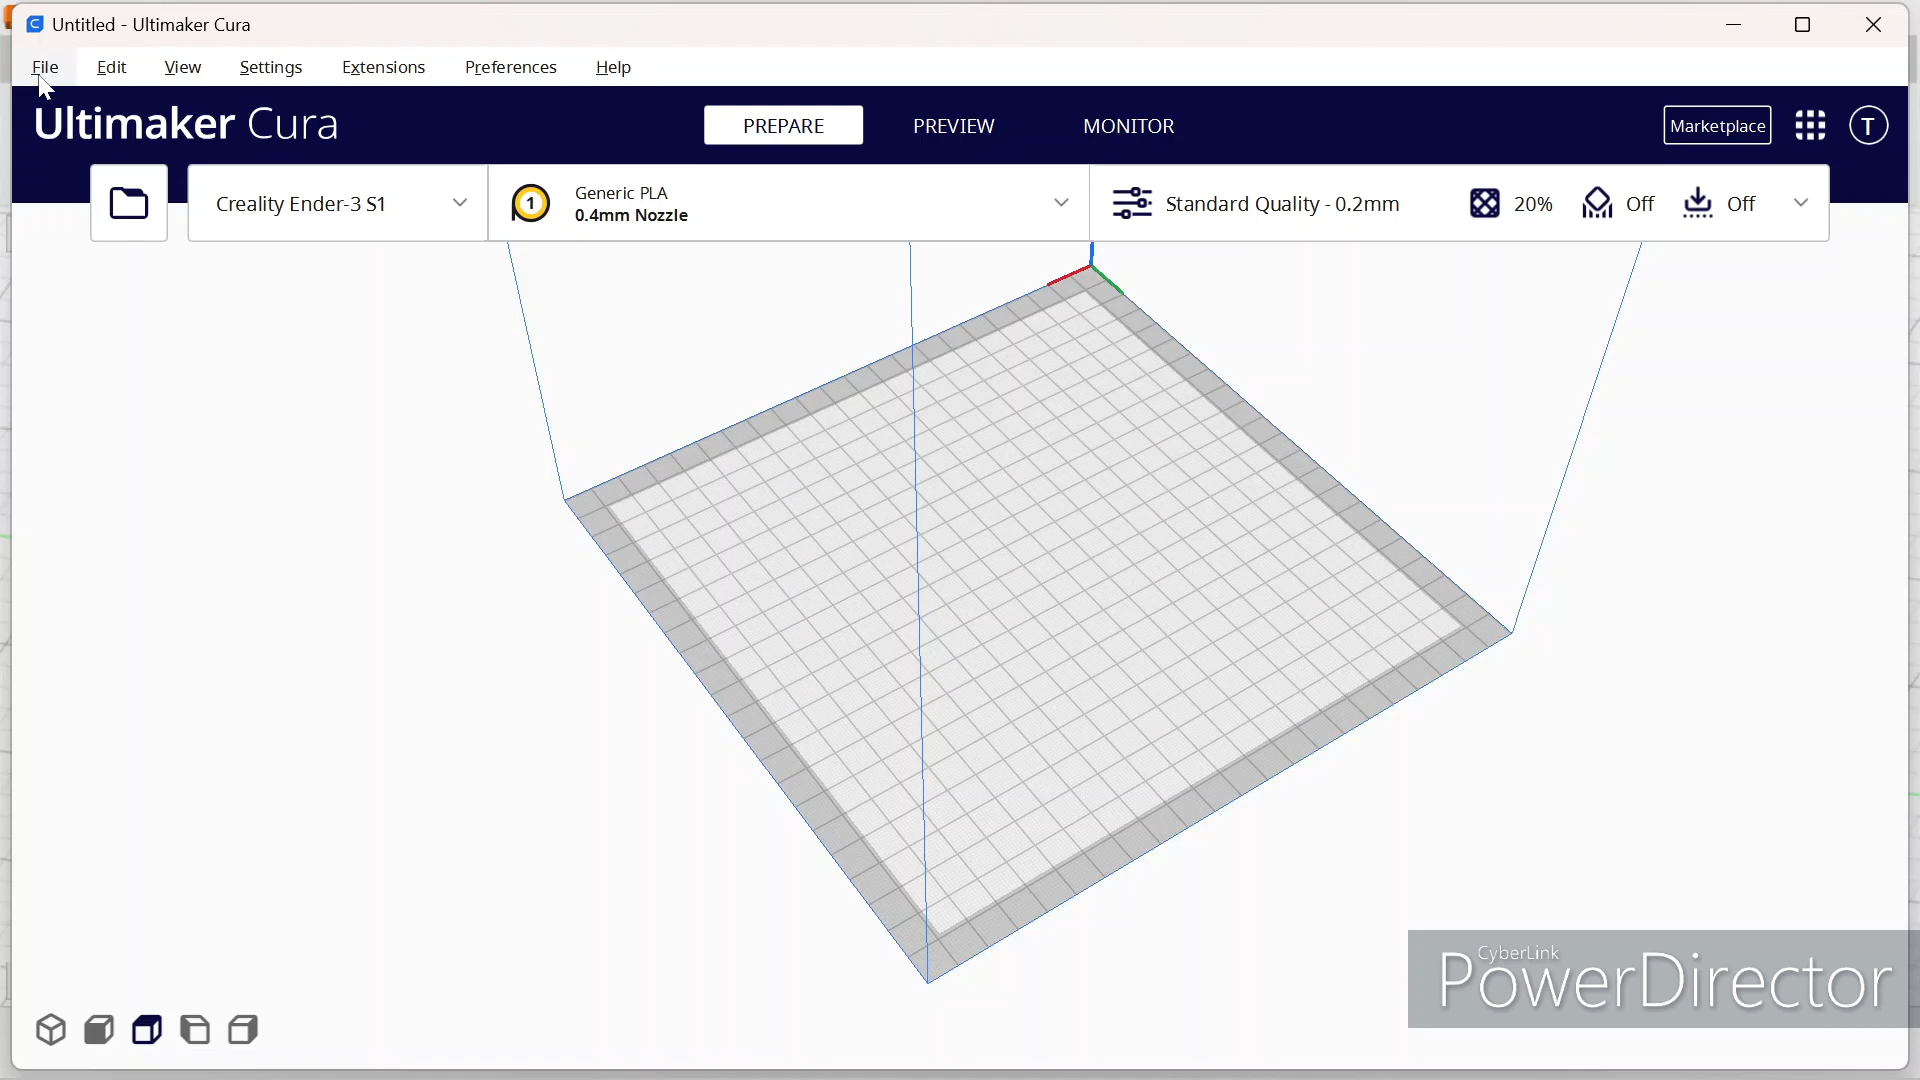 Untitled - Ultimaker Cura
File Edit View Settings Extensions Preferences Help
Ultimaker Cura PREPARE PREVIEW MONITOR Marketplace T
Creality Ender-3 S1
1
Generic PLA
0.4mm Nozzle
Standard Quality - 0.2mm 20% Off Off
CyberLink
PowerDirector